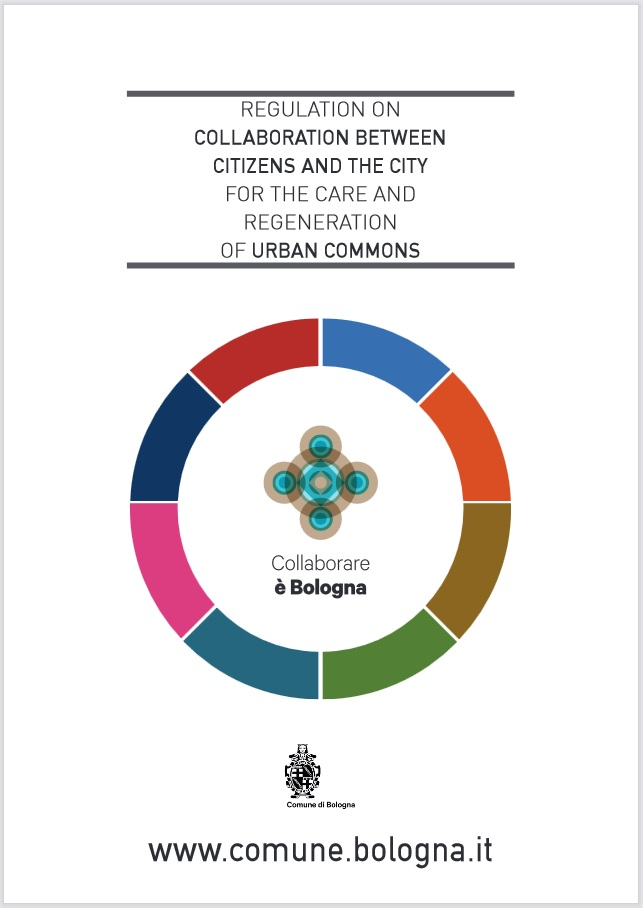 REGULATION ON
COLLABORATION BETWEEN
CITIZENS AND THE CITY
FOR THE CARE AND
REGENERATION
OF URBAN COMMONS
Collaborare
è Bologna
Comune di Bologna
www.comune.bologna.it